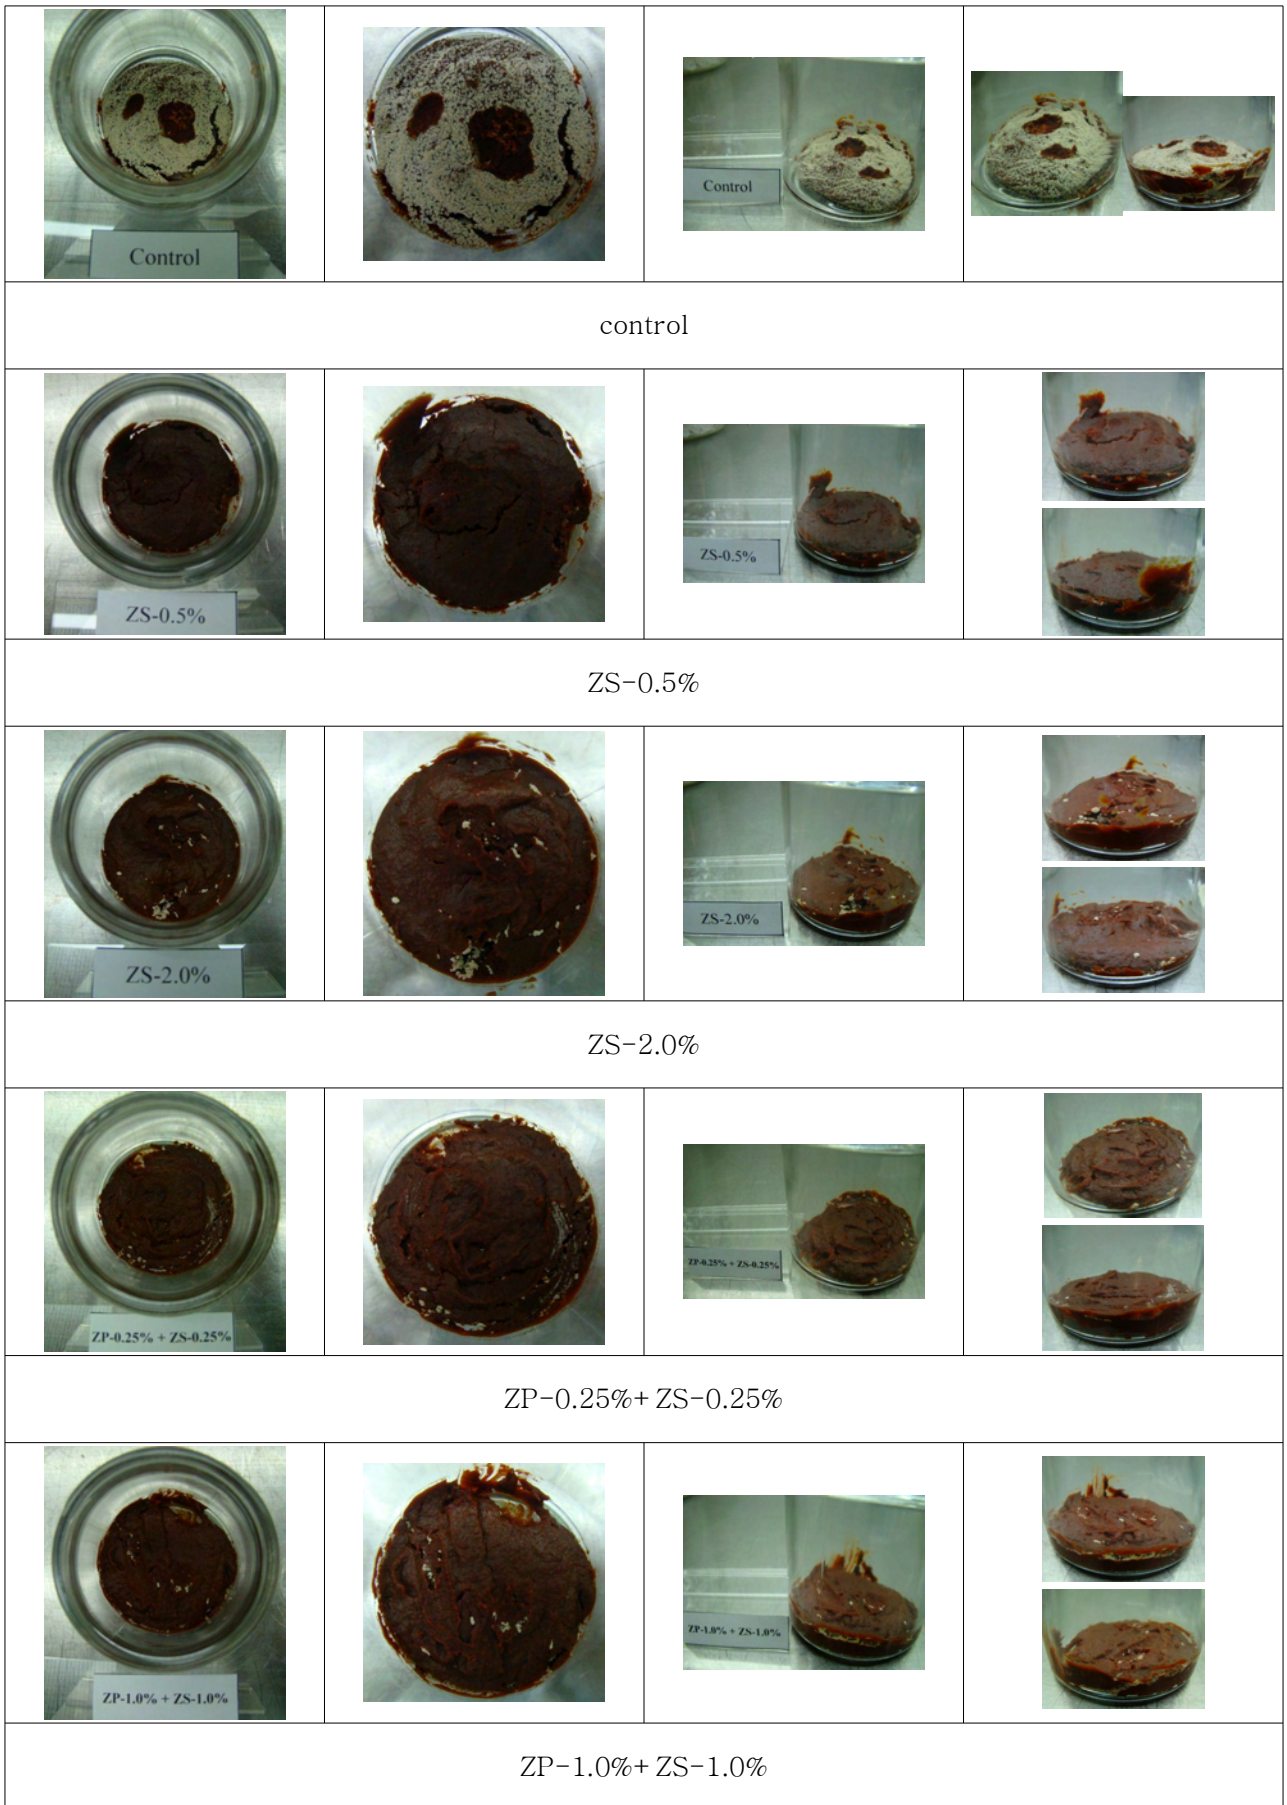 Control
Control
control
ZS-0.5%
ZS-0.5%
ZS-0.5%
ZS-2.0%
ZS-2.0%
ZS-2.0%
ZP-0.25% + ZS-0.25%
ZP-0.25% + ZS-0.25%
ZP-0.25%+ ZS-0.25%
ZP-1.0% + ZS-1.0%
ZP-1.0% + ZS-1.0%
ZP-1.0%+ ZS-1.0%